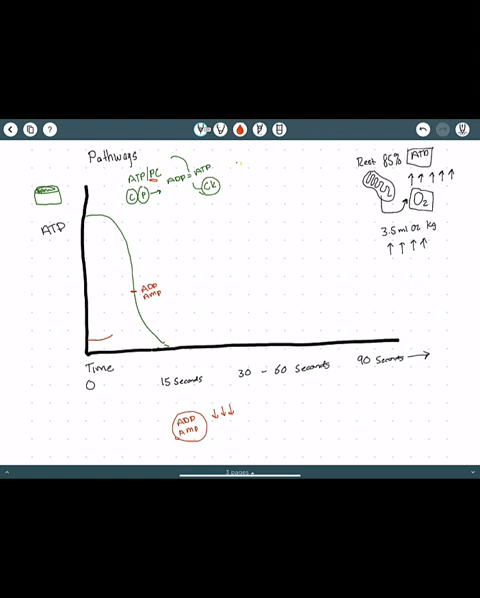 Pathways
ATP/PC
C P → ADP = ATP
CK
Rest 85% ATP
↑ ↑ ↑ ↑ ↑
O2
3.5 ml O2 kg
↑ ↑ ↑ ↑
ATP
ADP
AMP
Time
0
15 Seconds
30 - 60 Seconds
90 Seconds →
ADP
AMP
↓ ↓ ↓
3 pages